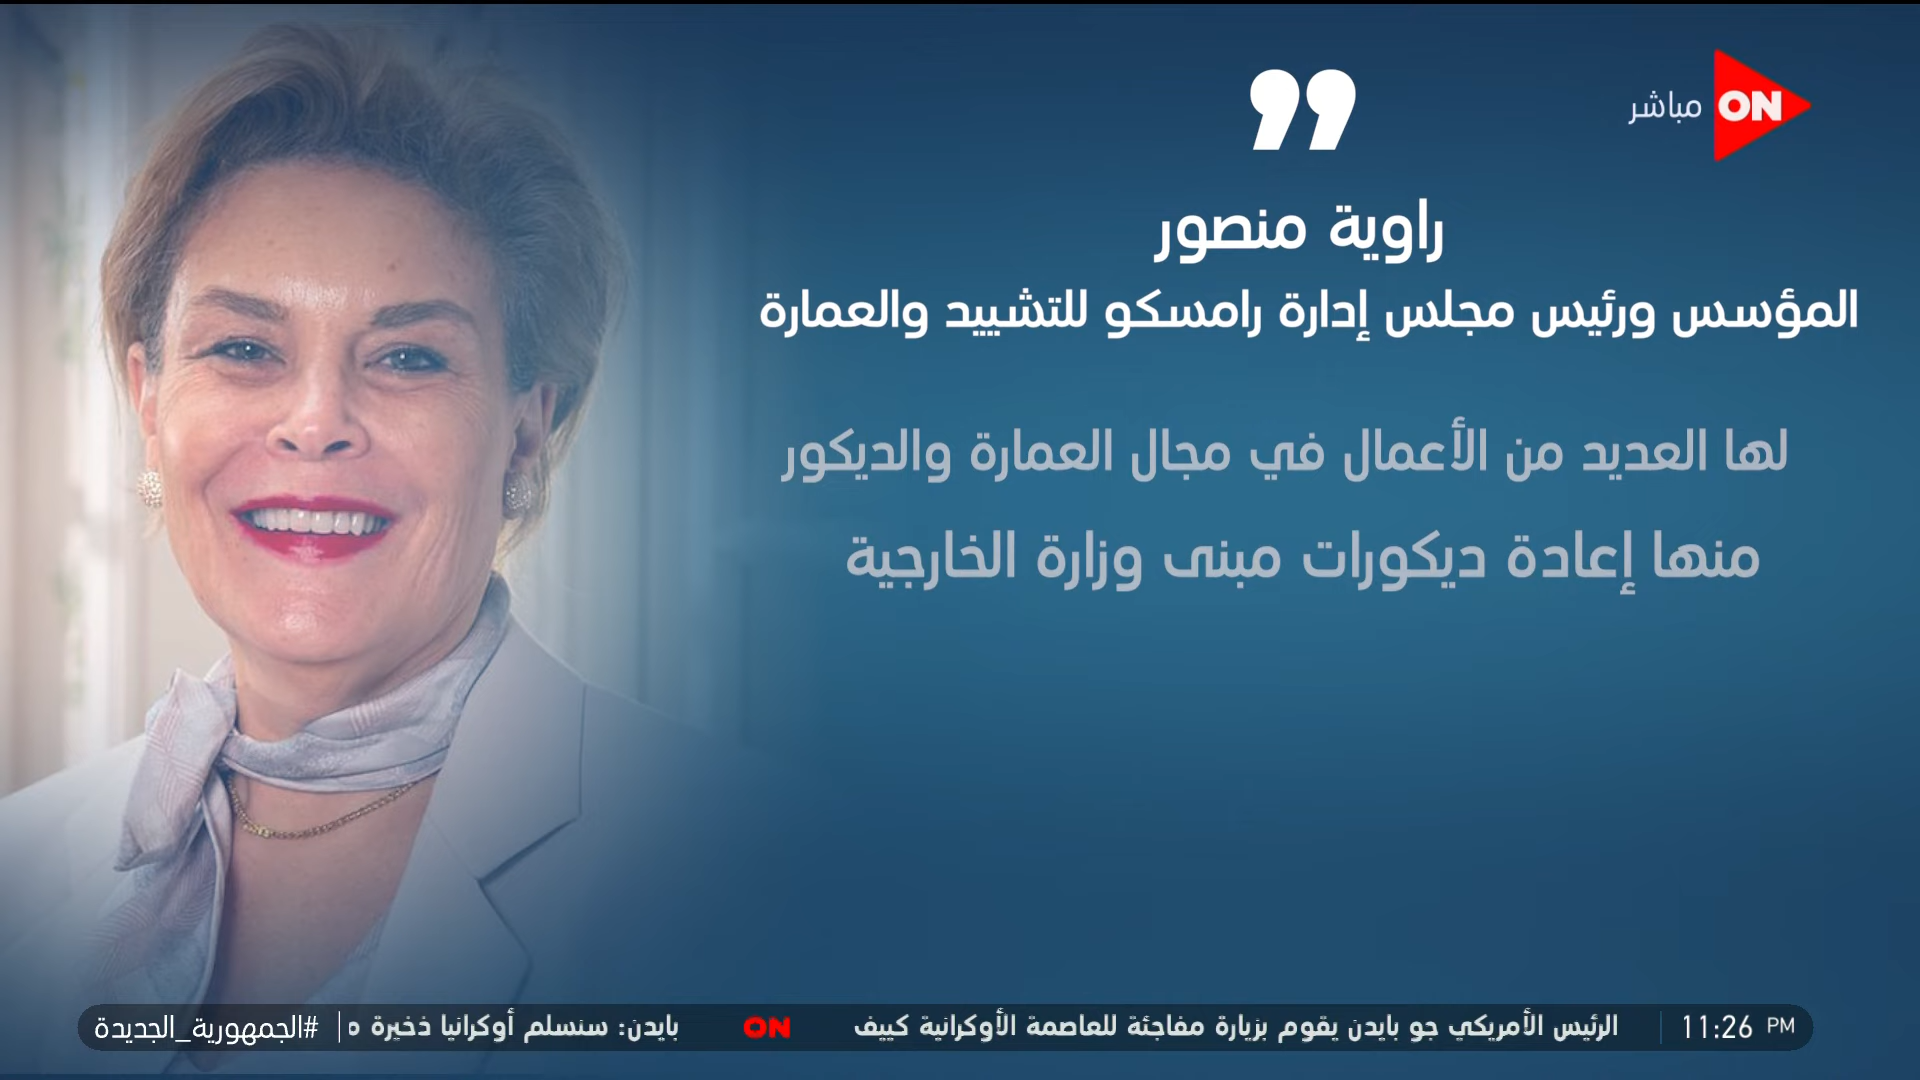 مباشر ON
راوية منصور
المؤسس ورئيس مجلس إدارة رامسكو للتشييد والعمارة
لها العديد من الأعمال في مجال العمارة والديكور
منها إعادة ديكورات مبنى وزارة الخارجية
11:26 PM
الرئيس الأمريكي جو بايدن يقوم بزيارة مفاجئة للعاصمة الأوكرانية كييف ON بايدن: سنسلم أوكرانيا ذخيرة
#الجمهورية_الجديدة